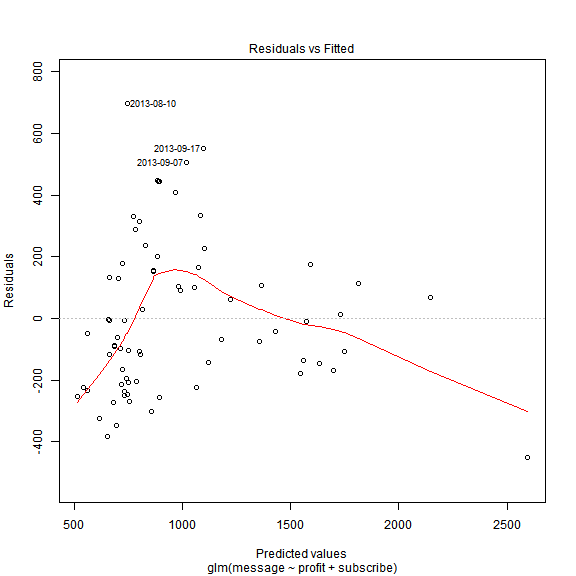 Residuals vs Fitted
800
600
400
200
0
-200
-400
Residuals
2013-08-10
2013-09-17
2013-09-07
500 1000 1500 2000 2500
Predicted values
glm(message ~ profit + subscribe)